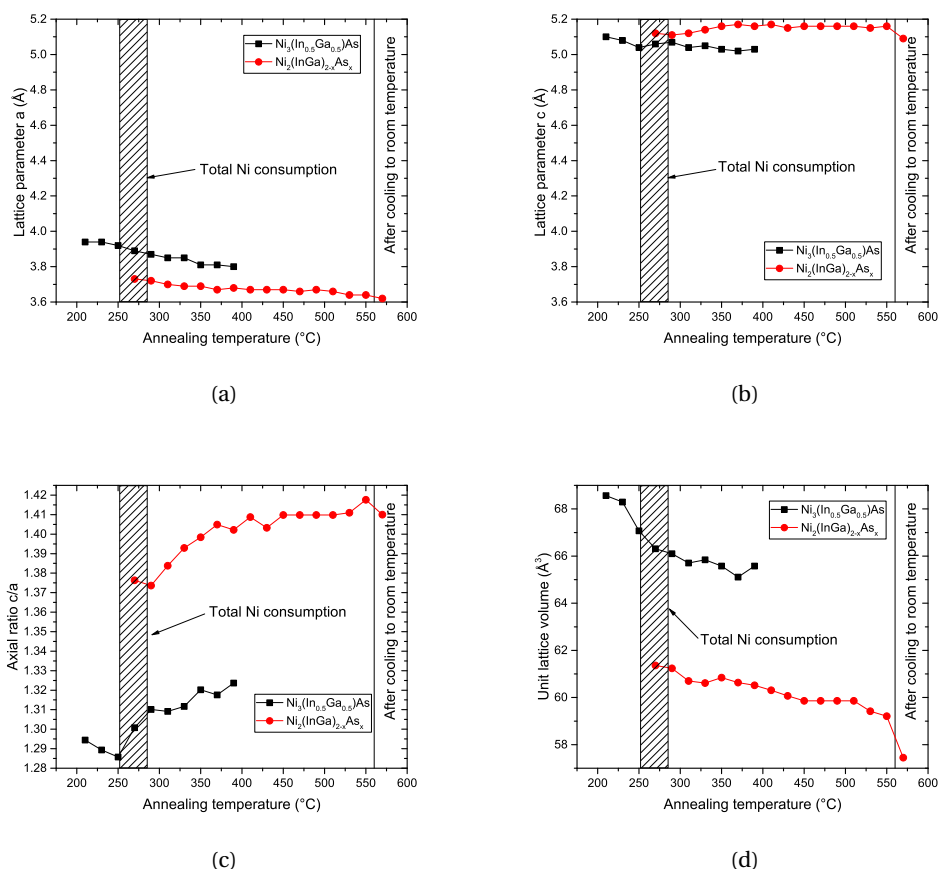 5.2
5.0
4.8
4.6
4.4
4.2
4.0
3.8
3.6
Lattice parameter a (Å)
Ni3(In0.5Ga0.5)As
Ni2(InGa)2-xAsx
Total Ni consumption
After cooling to room temperature
200 250 300 350 400 450 500 550 600
Annealing temperature (°C)
(a)
5.2
5.0
4.8
4.6
4.4
4.2
4.0
3.8
3.6
Lattice parameter c (Å)
Total Ni consumption
Ni3(In0.5Ga0.5)As
Ni2(InGa)2-xAsx
After cooling to room temperature
200 250 300 350 400 450 500 550 600
Annealing temperature (°C)
(b)
1.42
1.41
1.40
1.39
1.38
1.37
1.36
1.35
1.34
1.33
1.32
1.31
1.30
1.29
1.28
Axial ratio c/a
Total Ni consumption
Ni3(In0.5Ga0.5)As
Ni2(InGa)2-xAsx
After cooling to room temperature
200 250 300 350 400 450 500 550 600
Annealing temperature (°C)
(c)
68
66
64
62
60
58
Unit lattice volume (Å³)
Ni3(In0.5Ga0.5)As
Ni2(InGa)2-xAsx
Total Ni consumption
After cooling to room temperature
200 250 300 350 400 450 500 550 600
Annealing temperature (°C)
(d)